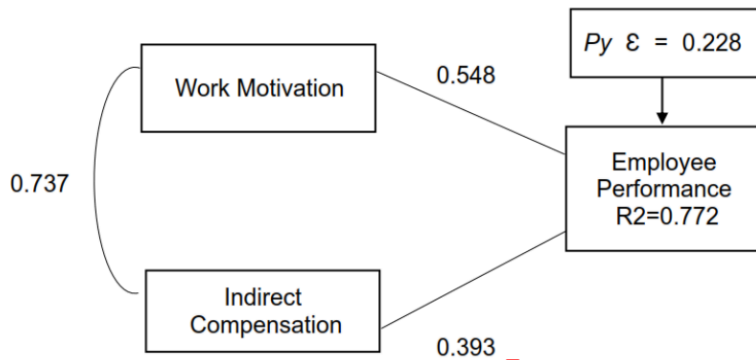 Py ε = 0.228
Work Motivation
0.548
Employee
Performance
R2=0.772
0.737
Indirect
Compensation
0.393